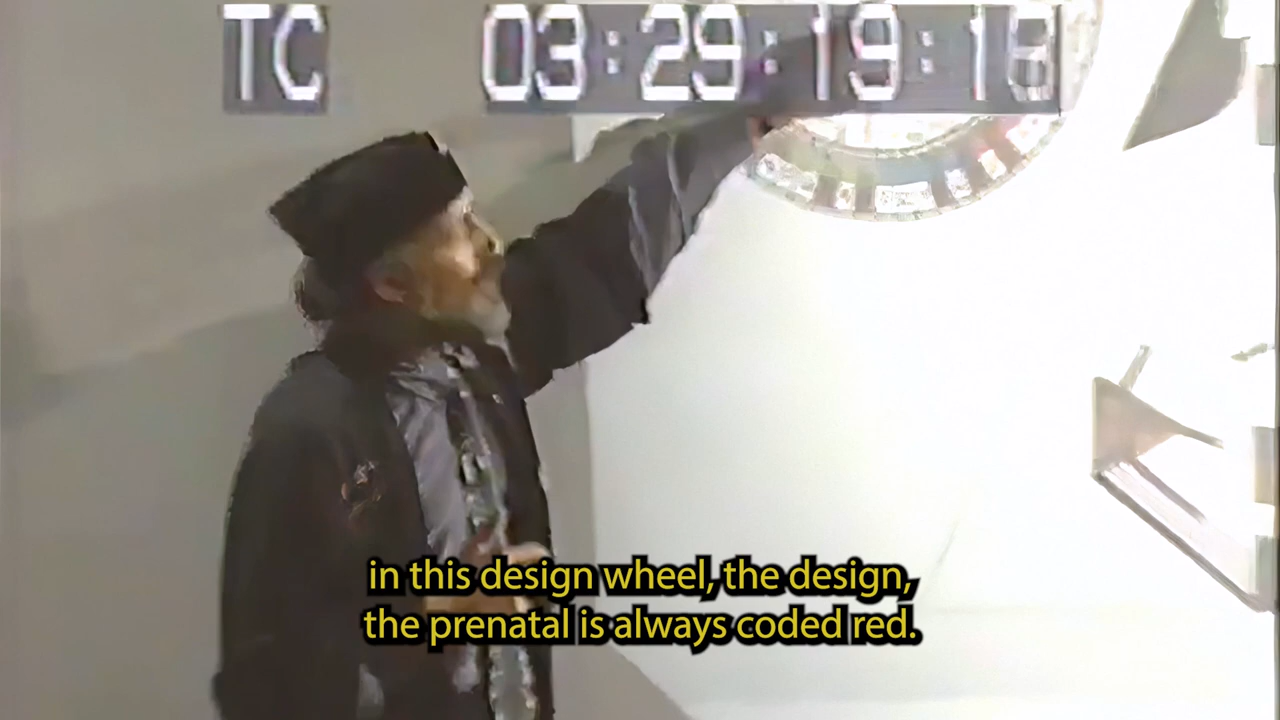 TC 03:29:19:18
in this design wheel, the design,
the prenatal is always coded red.